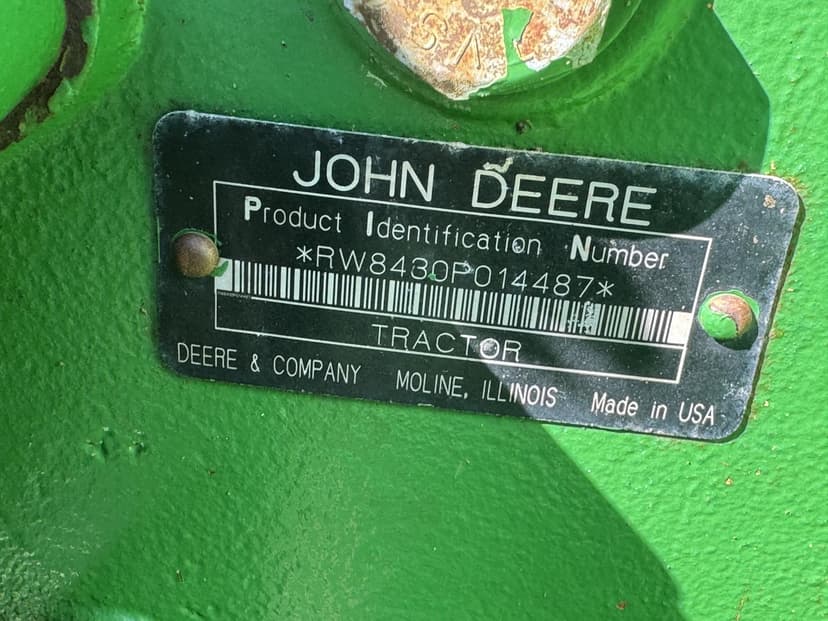 JOHN DEERE
Product Identification Number
*RW8430P014487*
TRACTOR
DEERE & COMPANY MOLINE, ILLINOIS Made in USA